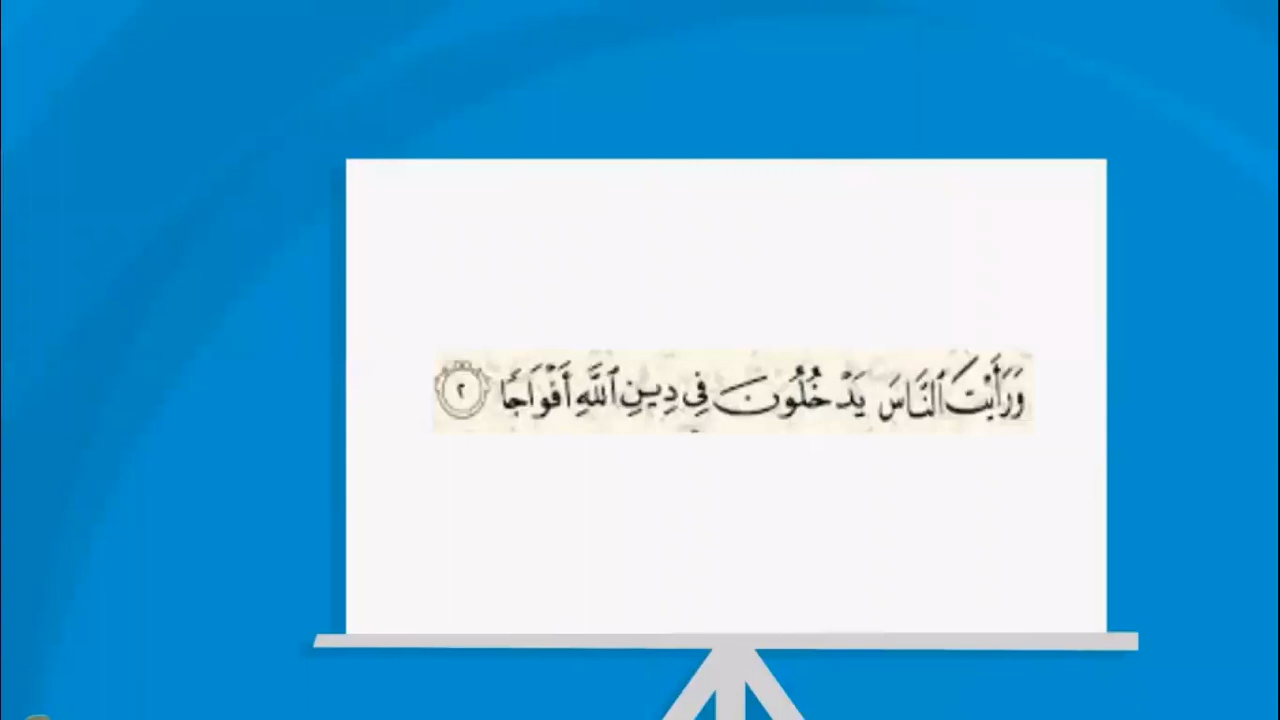 وَرَأَيْتَ ٱلنَّاسَ يَدْخُلُونَ فِي دِينِ ٱللَّهِ أَفْوَاجًا ٢